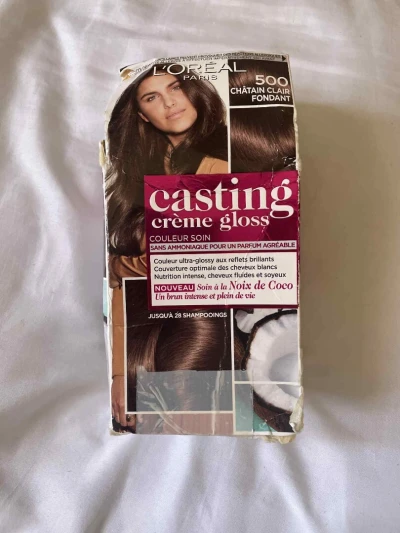 L'ORÉAL
PARIS
500
CHÂTAIN CLAIR
FONDANT
casting
crème gloss
COULEUR SOIN
SANS AMMONIAQUE POUR UN PARFUM AGRÉABLE
Couleur ultra-glossy aux reflets brillants
Couverture optimale des cheveux blancs
Nutrition intense, cheveux fluides et soyeux
NOUVEAU Soin à la Noix de Coco
Un brun intense et plein de vie
JUSQU'À 28 SHAMPOOINGS